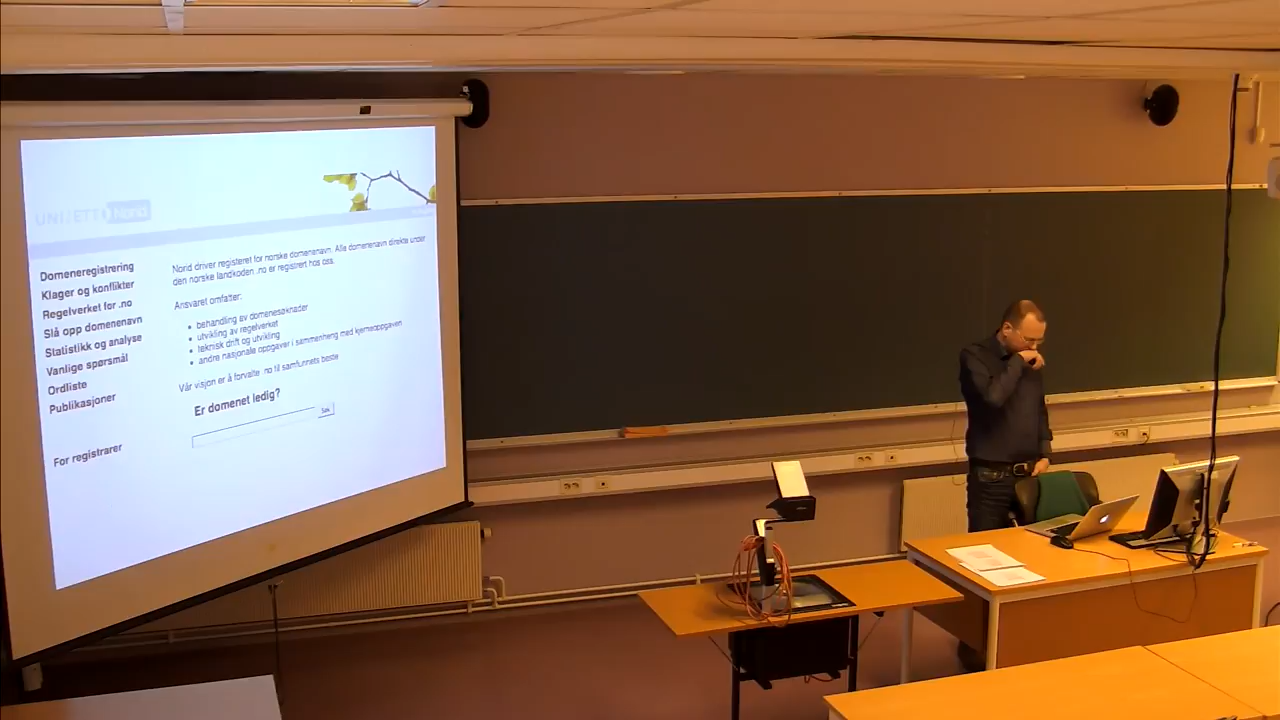 UNINETT Norid
Domeneregistrering
Klager og konflikter
Regelverket for .no
Slå opp domenenavn
Statistikk og analyse
Vanlige spørsmål
Ordliste
Publikasjoner
For registrarer
Norid driver registeret for norske domenenavn. Alle domenenavn direkte under
den norske landkoden .no er registrert hos oss.
Ansvaret omfatter:
behandling av domenesøknader
utvikling av regelverket
teknisk drift og utvikling
andre nasjonale oppgaver i sammenheng med kjerneoppgaven
Vår visjon er å forvalte .no til samfunnets beste
Er domenet ledig?
Søk